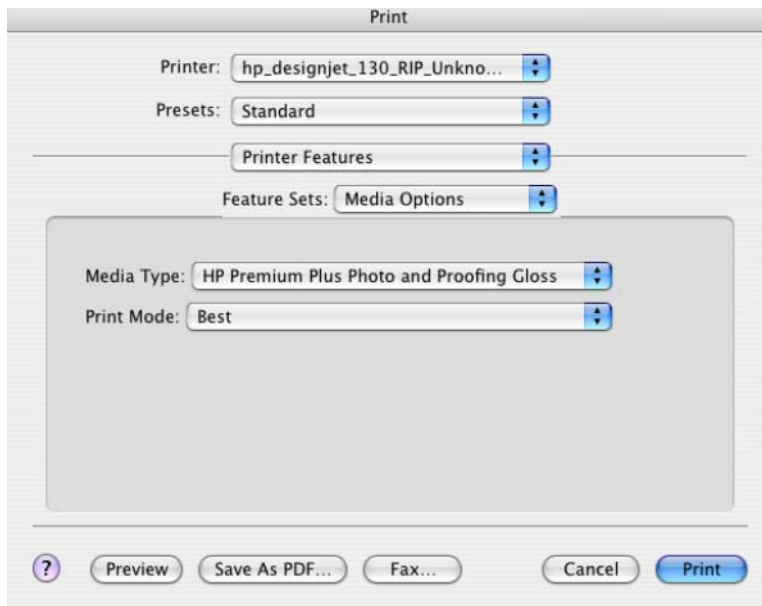 Print
Printer: hp_designjet_130_RIP_Unkno...
Presets: Standard
Printer Features
Feature Sets: Media Options
Media Type: HP Premium Plus Photo and Proofing Gloss
Print Mode: Best
? Preview Save As PDF... Fax... Cancel Print